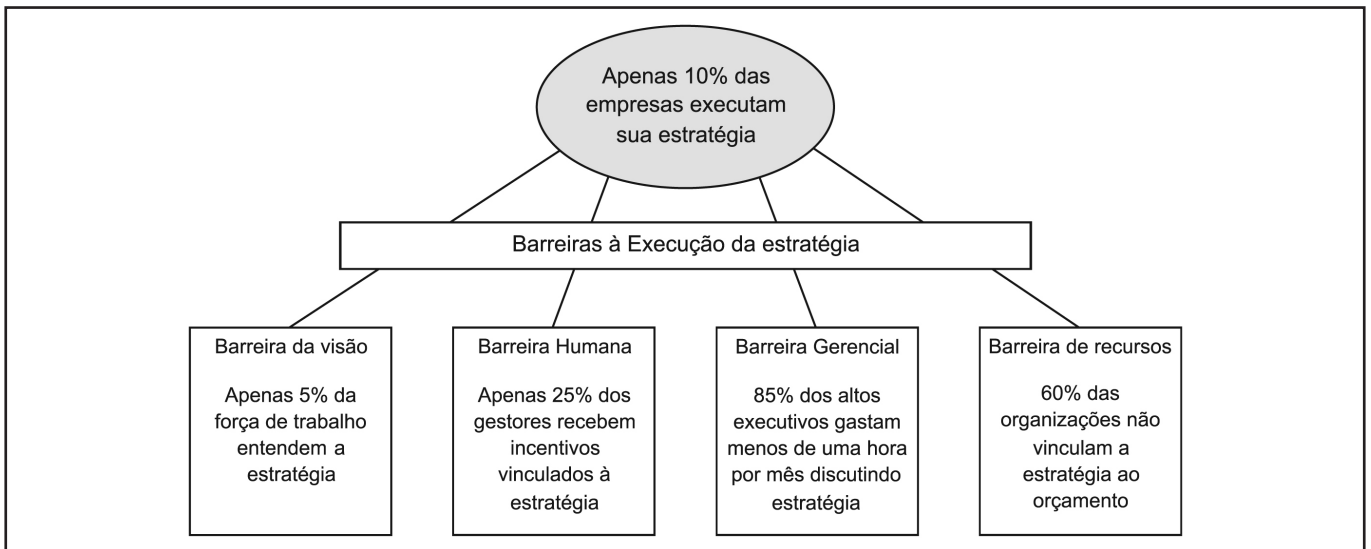 Apenas 10% das
empresas executam
sua estratégia
Barreiras à Execução da estratégia
Barreira da visão
Apenas 5% da
força de trabalho
entendem a
estratégia
Barreira Humana
Apenas 25% dos
gestores recebem
incentivos
vinculados à
estratégia
Barreira Gerencial
85% dos altos
executivos gastam
menos de uma hora
por mês discutindo
estratégia
Barreira de recursos
60% das
organizações não
vinculam a
estratégia ao
orçamento